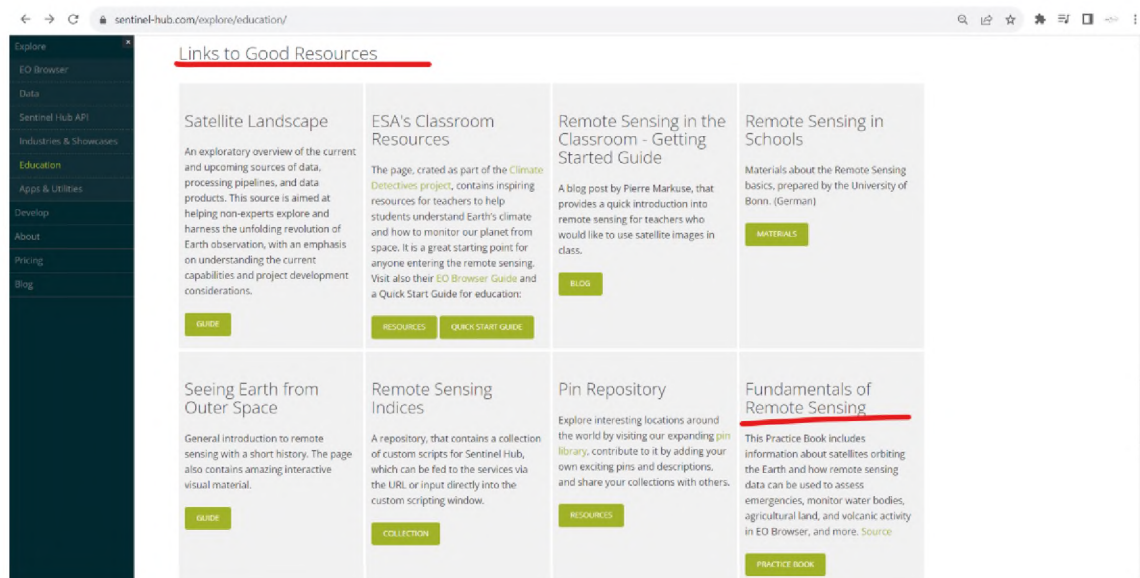 sentinel-hub.com/explore/education/
Explore
EO Browser
Data
Sentinel Hub API
Industries & Showcases
Education
Apps & Utilities
Develop
About
Pricing
Blog
Links to Good Resources
Satellite Landscape
An exploratory overview of the current
and upcoming sources of data,
processing pipelines, and data
products. This source is aimed at
helping non-experts explore and
harness the unfolding revolution of
Earth observation, with an emphasis
on understanding the current
capabilities and project development
considerations.
GUIDE
ESA's Classroom
Resources
The page, crated as part of the Climate
Detectives project, contains inspiring
resources for teachers to help
students understand Earth's climate
and how to monitor our planet from
space. It is a great starting point for
anyone entering the remote sensing.
Visit also their EO Browser Guide and
a Quick Start Guide for education:
RESOURCES
QUICK START GUIDE
Remote Sensing in the
Classroom - Getting
Started Guide
A blog post by Pierre Markuse, that
provides a quick introduction into
remote sensing for teachers who
would like to use satellite images in
class.
BLOG
Remote Sensing in
Schools
Materials about the Remote Sensing
basics, prepared by the University of
Bonn. (German)
MATERIALS
Seeing Earth from
Outer Space
General introduction to remote
sensing with a short history. The page
also contains amazing interactive
visual material.
GUIDE
Remote Sensing
Indices
A repository, that contains a collection
of custom scripts for Sentinel Hub,
which can be fed to the services via
the URL or input directly into the
custom scripting window.
COLLECTION
Pin Repository
Explore interesting locations around
the world by visiting our expanding pin
library, contribute to it by adding your
own exciting pins and descriptions,
and share your collections with others.
RESOURCES
Fundamentals of
Remote Sensing
This Practice Book includes
information about satellites orbiting
the Earth and how remote sensing
data can be used to assess
emergencies, monitor water bodies,
agricultural land, and volcanic activity
in EO Browser, and more. Source
PRACTICE BOOK